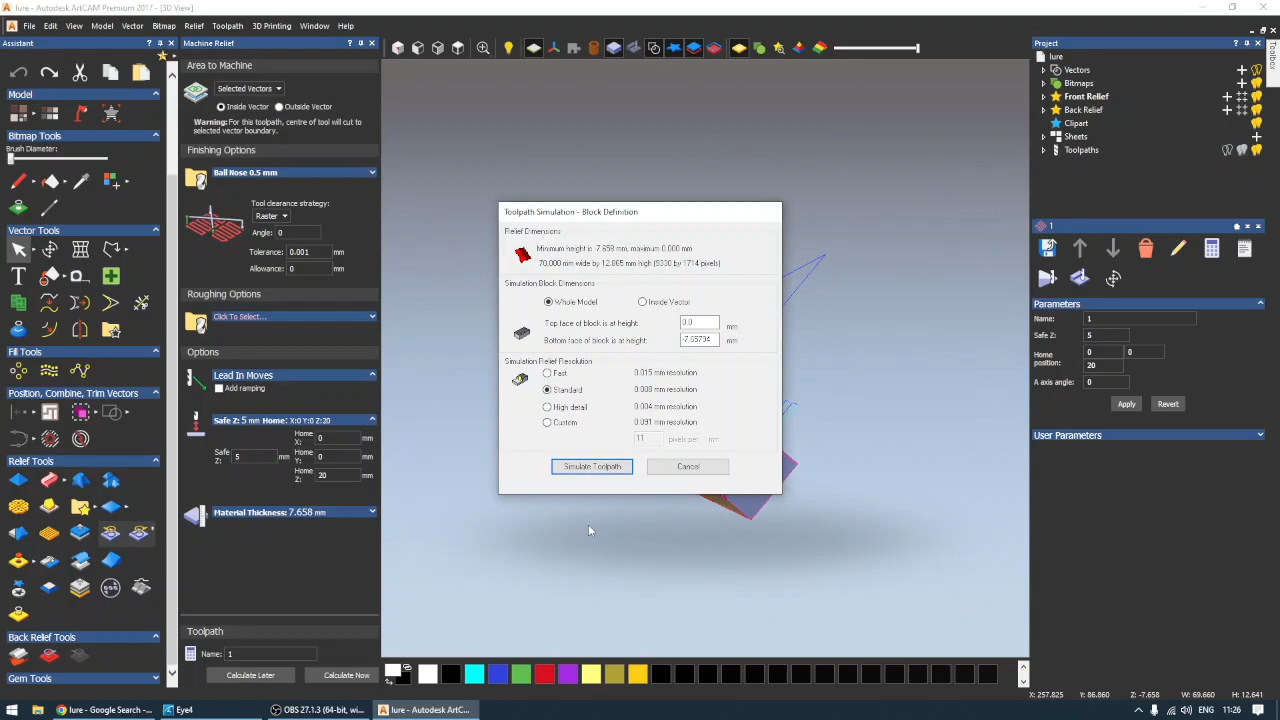 lure - Autodesk ArtCAM Premium 2017 - [3D View]
File Edit View Model Vector Bitmap Relief Toolpath 3D Printing Window Help
Assistant
Model
Bitmap Tools
Brush Diameter:
Vector Tools
Fill Tools
Position, Combine, Trim Vectors
Relief Tools
Back Relief Tools
Gem Tools
Machine Relief
Area to Machine
Selected Vectors
Inside Vector Outside Vector
Warning: For this toolpath, centre of tool will cut to
selected vector boundary.
Finishing Options
Ball Nose 0.5 mm
Tool clearance strategy:
Raster
Angle: 0
Tolerance: 0.001 mm
Allowance: 0 mm
Roughing Options
Click To Select...
Options
Lead In Moves
Add ramping
Safe Z: 5 mm Home: X:0 Y:0 Z:20
Home X: 0 mm
Safe Z: 5 Home Y: 0 mm
Home Z: 20 mm
Material Thickness: 7.658 mm
Toolpath
Name: 1
Calculate Later Calculate Now
Toolpath Simulation - Block Definition
Relief Dimensions
Minimum height is -7.658 mm, maximum 0.000 mm
70.000 mm wide by 12.865 mm high (9330 by 1714 pixels)
Simulation Block Dimensions
Whole Model Inside Vector
Top face of block is at height: 0.0 mm
Bottom face of block is at height: -7.65784 mm
Simulation Relief Resolution
Fast 0.015 mm resolution
Standard 0.008 mm resolution
High detail 0.004 mm resolution
Custom 0.091 mm resolution
11 pixels per mm
Simulate Toolpath Cancel
Project
lure
Vectors
Bitmaps
Front Relief
Back Relief
Clipart
Sheets
Toolpaths
Toolbox
1
Parameters
Name: 1
Safe Z: 5
Home position: 0 0
20
A axis angle: 0
Apply Revert
User Parameters
X: 257.825 Y: 86.860 Z: -7.658 W: 69.660 H: 12.641
lure - Google Search -...
Eye4
OBS 27.1.3 (64-bit, wi...
lure - Autodesk ArtC...
ENG 11:26